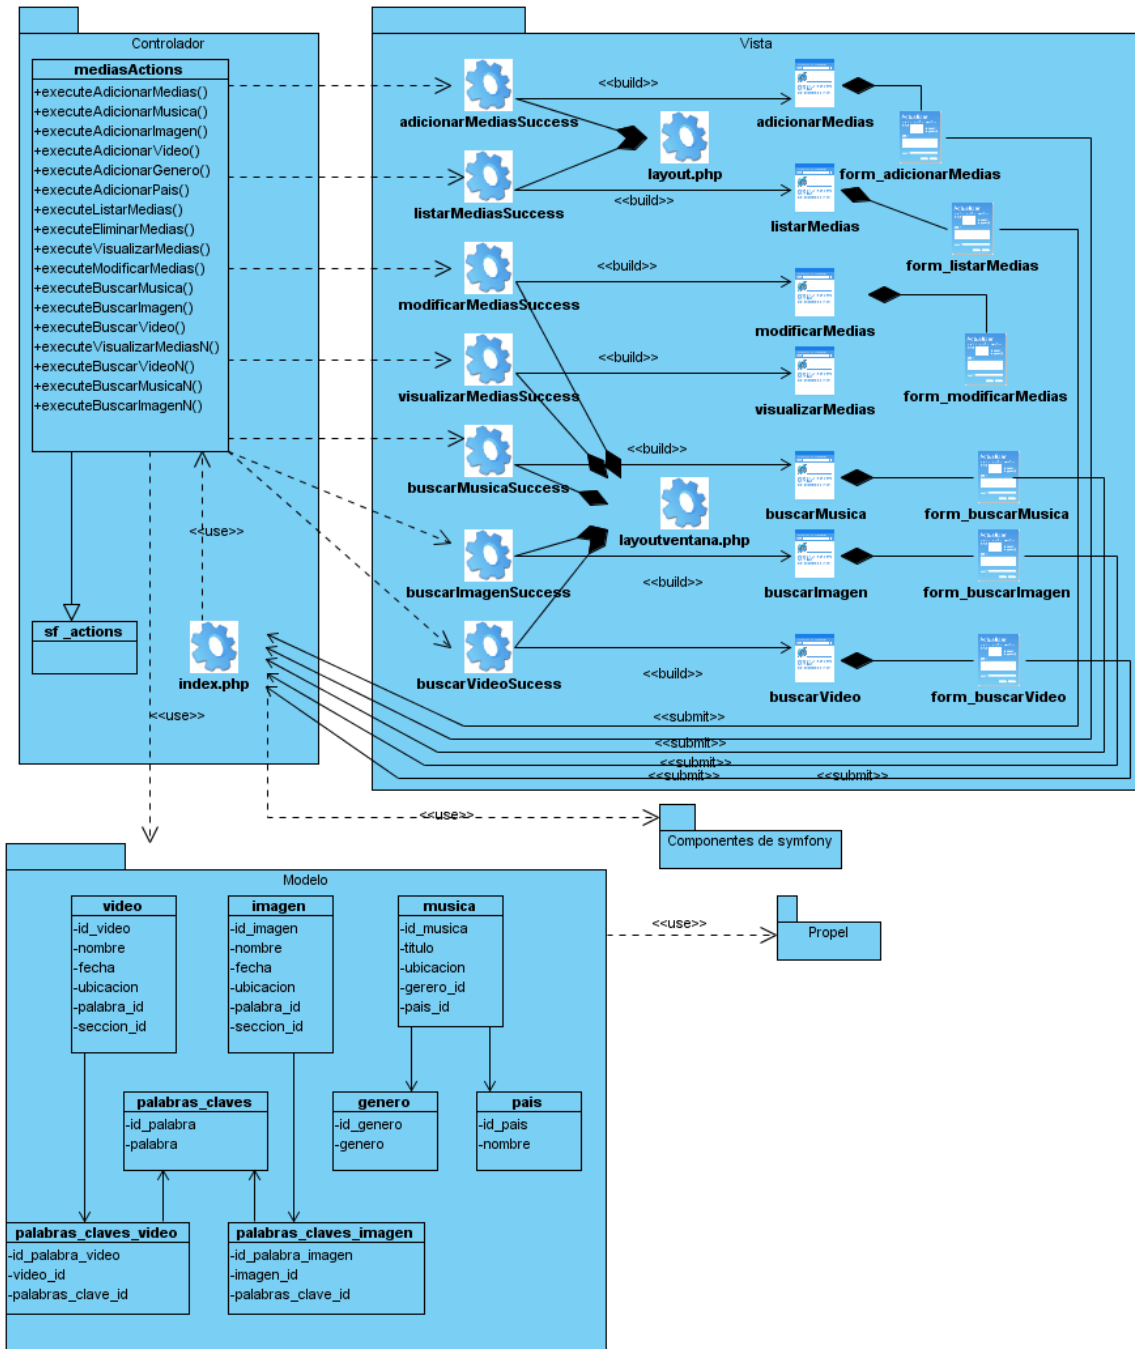 Controlador
mediasActions
+executeAdicionarMedias()
+executeAdicionarMusica()
+executeAdicionarImagen()
+executeAdicionarVideo()
+executeAdicionarGenero()
+executeAdicionarPais()
+executeListarMedias()
+executeEliminarMedias()
+executeVisualizarMedias()
+executeModificarMedias()
+executeBuscarMusica()
+executeBuscarImagen()
+executeBuscarVideo()
+executeVisualizarMediasN()
+executeBuscarVideoN()
+executeBuscarMusicaN()
+executeBuscarImagenN()
<<use>>
sf _actions
index.php
<<use>>
Vista
adicionarMediasSuccess
<<build>>
adicionarMedias
layout.php
form_adicionarMedias
listarMediasSuccess
<<build>>
listarMedias
form_listarMedias
modificarMediasSuccess
<<build>>
modificarMedias
form_modificarMedias
visualizarMediasSuccess
<<build>>
visualizarMedias
buscarMusicaSuccess
<<build>>
buscarMusica
form_buscarMusica
layoutventana.php
buscarImagenSuccess
<<build>>
buscarImagen
form_buscarImagen
buscarVideoSucess
<<build>>
buscarVideo
form_buscarVideo
<<submit>>
<<submit>>
<<submit>>
<<submit>>
<<submit>>
<<use>>
Componentes de symfony
Modelo
video
-id_video
-nombre
-fecha
-ubicacion
-palabra_id
-seccion_id
imagen
-id_imagen
-nombre
-fecha
-ubicacion
-palabra_id
-seccion_id
musica
-id_musica
-titulo
-ubicacion
-gerero_id
-pais_id
<<use>>
Propel
palabras_claves
-id_palabra
-palabra
genero
-id_genero
-genero
pais
-id_pais
-nombre
palabras_claves_video
-id_palabra_video
-video_id
-palabras_clave_id
palabras_claves_imagen
-id_palabra_imagen
-imagen_id
-palabras_clave_id